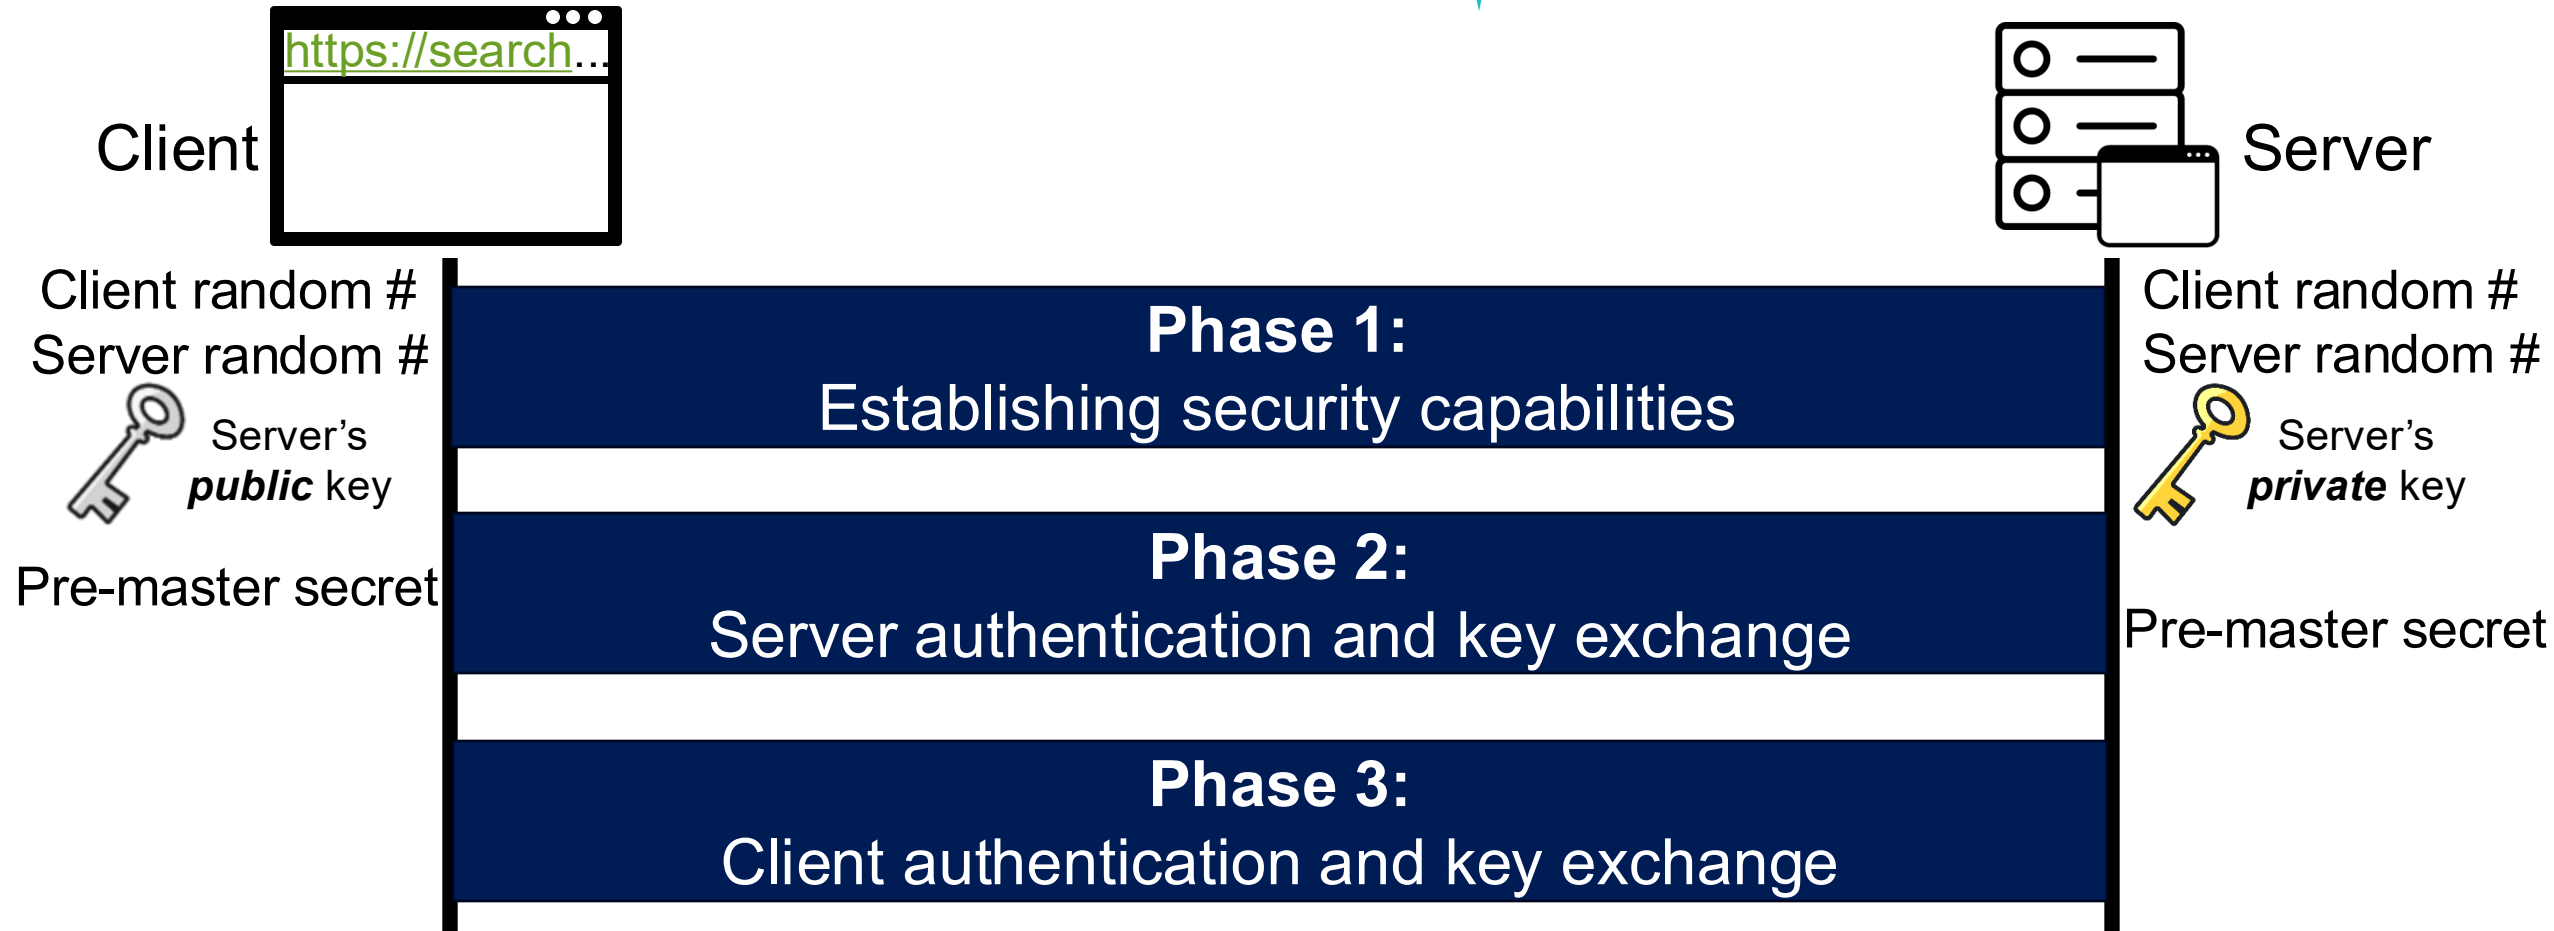 https://search...
Client
Server
Client random #
Server random #
Server’s
public key
Pre-master secret
Phase 1:
Establishing security capabilities
Phase 2:
Server authentication and key exchange
Phase 3:
Client authentication and key exchange
Client random #
Server random #
Server’s
private key
Pre-master secret